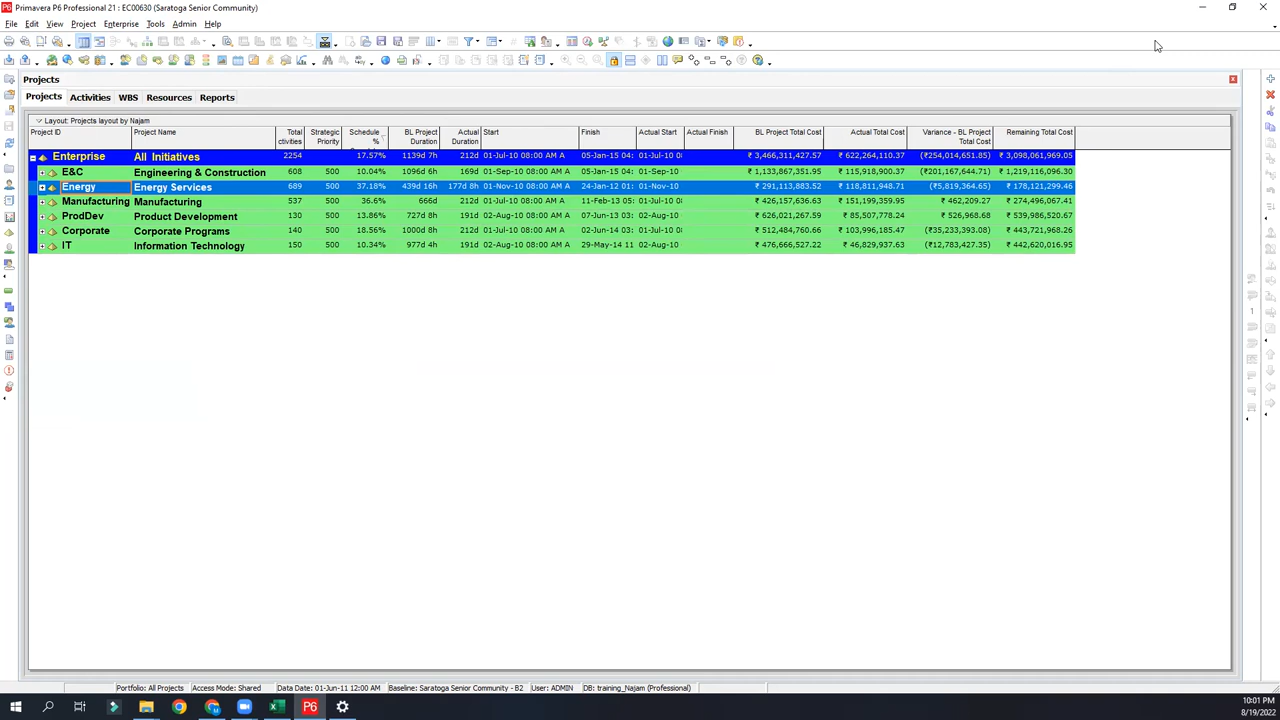 Primavera P6 Professional 21 : EC00630 (Saratoga Senior Community)
File Edit View Project Enterprise Tools Admin Help
Projects
Projects Activities WBS Resources Reports
Layout: Projects layout by Najam
Project ID Project Name Total ctivities Strategic Priority Schedule % BL Project Duration Actual Duration Start Finish Actual Start Actual Finish BL Project Total Cost Actual Total Cost Variance - BL Project Total Cost Remaining Total Cost
Enterprise All Initiatives 2254 17.57% 1139d 7h 212d 01-Jul-10 08:00 AM A 05-Jan-15 04: 01-Jul-10 0 ₹ 3,466,311,427.57 ₹ 622,264,110.37 (₹254,014,651.85) ₹ 3,098,061,969.05
E&C Engineering & Construction 608 500 10.04% 1096d 6h 169d 01-Sep-10 08:00 AM A 05-Jan-15 04: 01-Sep-10 ₹ 1,133,867,351.95 ₹ 115,918,900.37 (₹201,167,644.71) ₹ 1,219,116,096.30
Energy Energy Services 689 500 37.18% 439d 16h 177d 8h 01-Nov-10 08:00 AM A 24-Jan-12 01: 01-Nov-10 ₹ 291,113,883.52 ₹ 118,811,948.71 (₹5,819,364.65) ₹ 178,121,299.46
Manufacturing Manufacturing 537 500 36.6% 666d 212d 01-Jul-10 08:00 AM A 11-Feb-13 05: 01-Jul-10 0 ₹ 426,157,636.63 ₹ 151,199,359.95 ₹ 462,209.27 ₹ 274,496,067.41
ProdDev Product Development 130 500 13.86% 727d 8h 191d 02-Aug-10 08:00 AM A 07-Jun-13 03: 02-Aug-10 ₹ 626,021,267.59 ₹ 85,507,778.24 ₹ 526,968.68 ₹ 539,986,520.67
Corporate Corporate Programs 140 500 18.56% 1000d 8h 191d 02-Aug-10 08:00 AM A 02-Jun-14 03: 02-Aug-10 ₹ 512,484,760.66 ₹ 103,996,185.47 (₹35,233,393.08) ₹ 443,721,968.26
IT Information Technology 150 500 10.34% 977d 4h 191d 02-Aug-10 08:00 AM A 29-May-14 11 02-Aug-10 ₹ 476,666,527.22 ₹ 46,829,937.63 (₹12,783,427.35) ₹ 442,620,016.95
Portfolio: All Projects Access Mode: Shared Data Date: 01-Jun-11 12:00 AM Baseline: Saratoga Senior Community - B2 User: ADMIN DB: training_Najam (Professional)
10:01 PM
8/19/2022